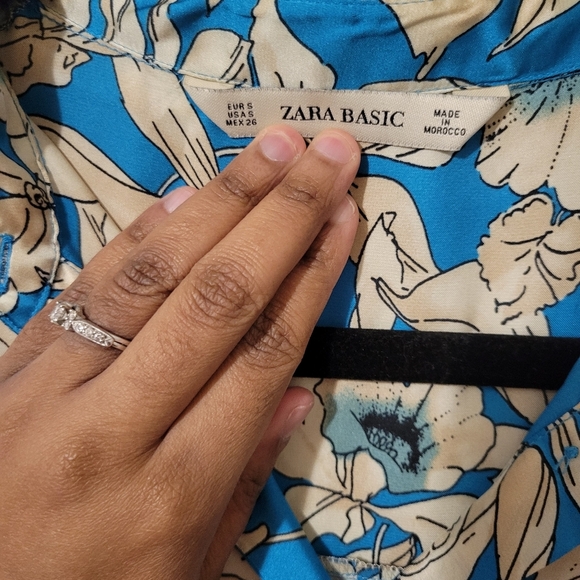 EUR S
USA S
MEX 26
ZARA BASIC
MADE
IN
MOROCCO